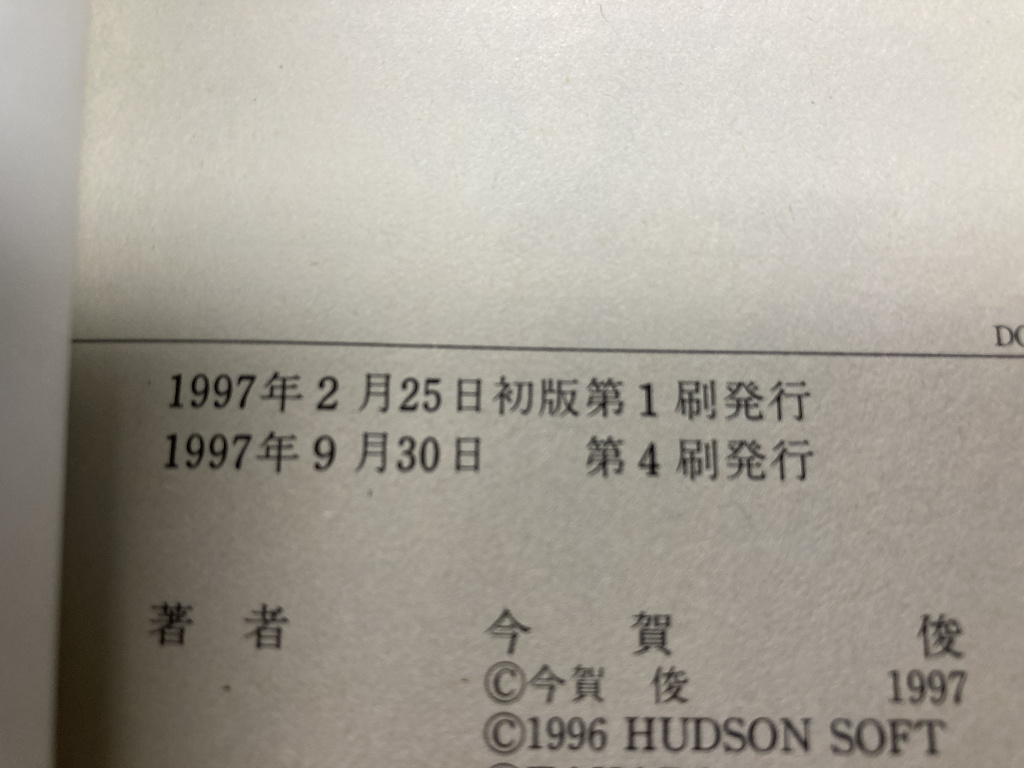 DO
1997年2月25日初版第1刷発行
1997年9月30日 第4刷発行
著 者 今 賀 俊
©今賀 俊 1997
©1996 HUDSON SOFT